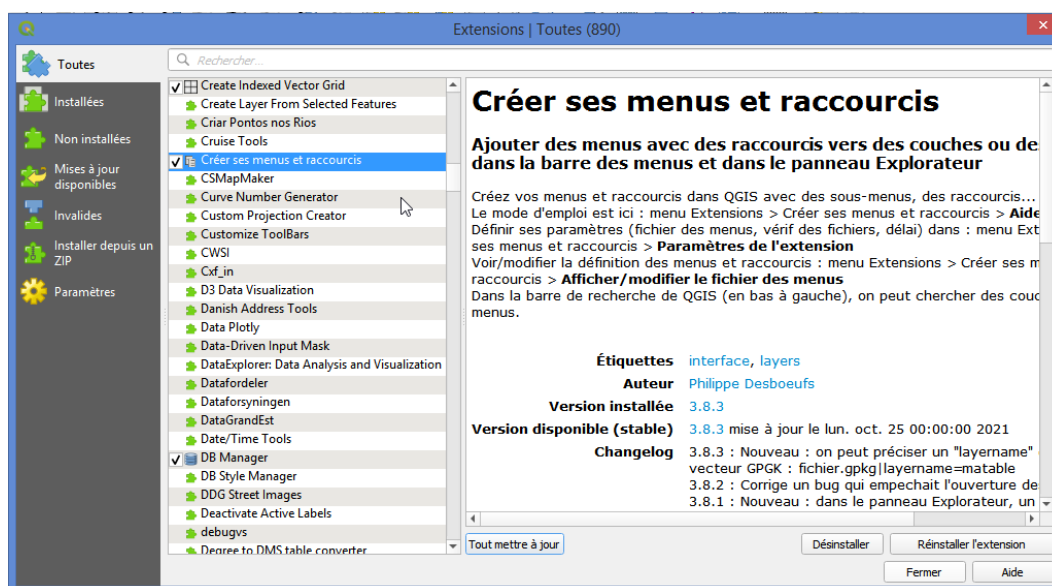 Extensions | Toutes (890)
Toutes
Installées
Non installées
Mises à jour
disponibles
Invalides
Installer depuis un
ZIP
Paramètres
Rechercher...
Create Indexed Vector Grid
Create Layer From Selected Features
Criar Pontos nos Rios
Cruise Tools
Créer ses menus et raccourcis
CSMapMaker
Curve Number Generator
Custom Projection Creator
Customize ToolBars
CWSI
Cxf_in
D3 Data Visualization
Danish Address Tools
Data Plotly
Data-Driven Input Mask
DataExplorer: Data Analysis and Visualization
Datafordeler
Dataforsyningen
DataGrandEst
Date/Time Tools
DB Manager
DB Style Manager
DDG Street Images
Deactivate Active Labels
debugvs
Degree to DMS table converter
Créer ses menus et raccourcis
Ajouter des menus avec des raccourcis vers des couches ou de
dans la barre des menus et dans le panneau Explorateur
Créez vos menus et raccourcis dans QGIS avec des sous-menus, des raccourcis...
Le mode d'emploi est ici : menu Extensions > Créer ses menus et raccourcis > Aide
Définir ses paramètres (fichier des menus, vérif des fichiers, délai) dans : menu Ext
ses menus et raccourcis > Paramètres de l'extension
Voir/modifier la définition des menus et raccourcis : menu Extensions > Créer ses m
raccourcis > Afficher/modifier le fichier des menus
Dans la barre de recherche de QGIS (en bas à gauche), on peut chercher des couc
menus.
Étiquettes interface, layers
Auteur Philippe Desboeufs
Version installée 3.8.3
Version disponible (stable) 3.8.3 mise à jour le lun. oct. 25 00:00:00 2021
Changelog 3.8.3 : Nouveau : on peut préciser un "layername"
vecteur GPGK : fichier.gpkg|layername=matable
3.8.2 : Corrige un bug qui empechait l'ouverture de
3.8.1 : Nouveau : dans le panneau Explorateur, un
Tout mettre à jour
Désinstaller
Réinstaller l'extension
Fermer
Aide